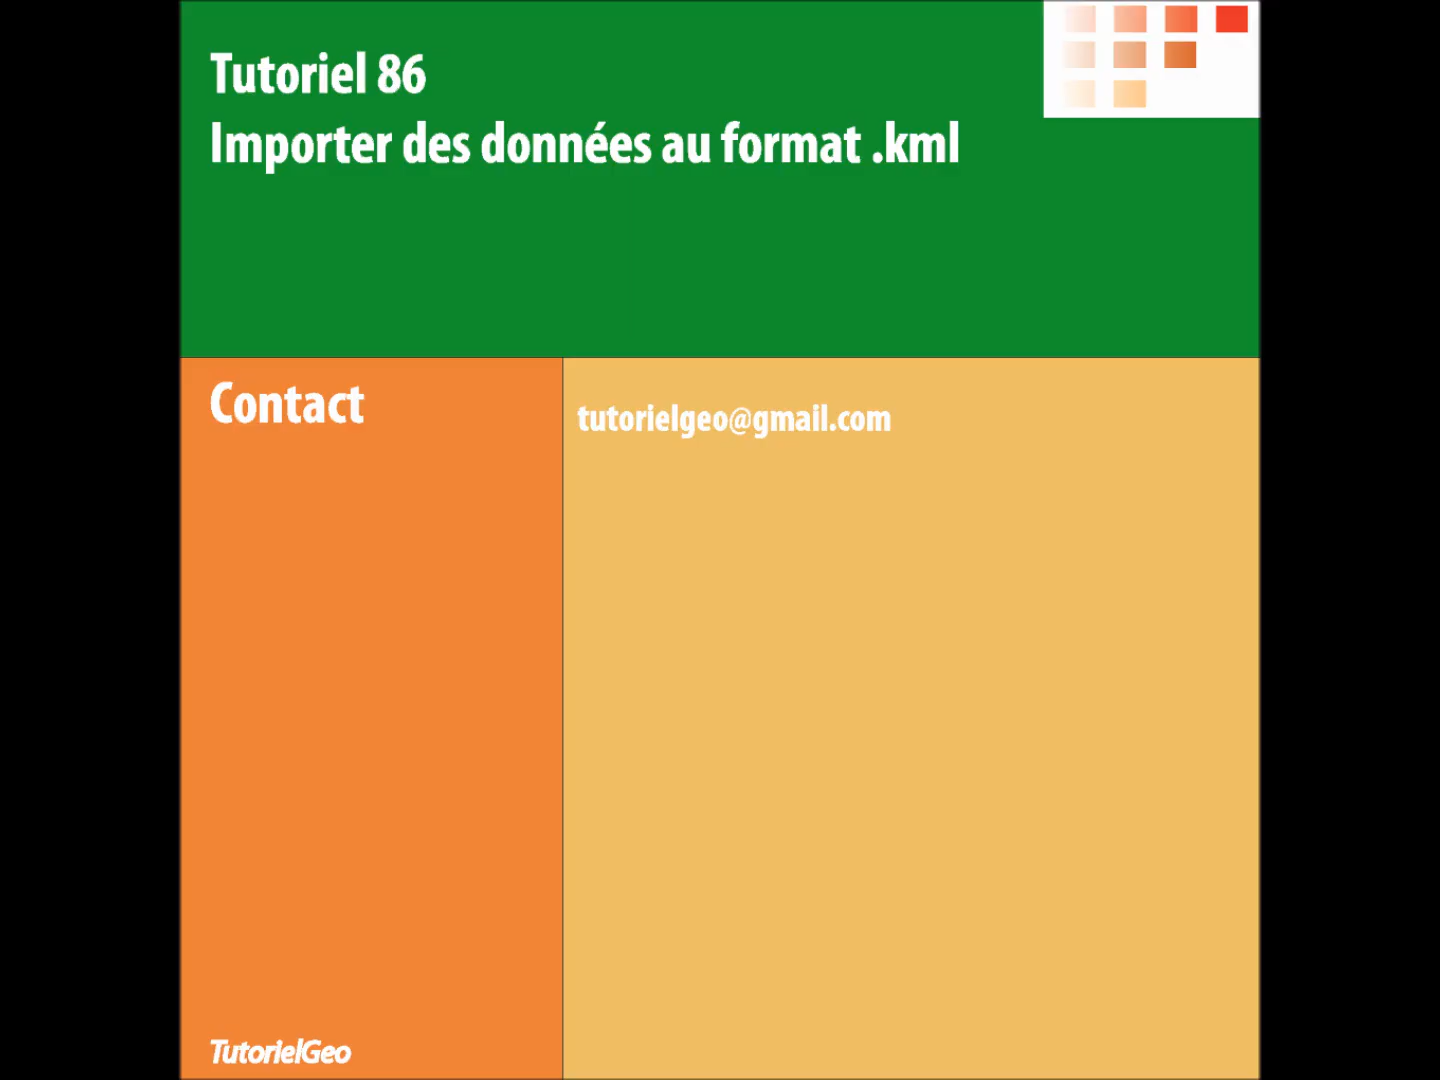 Tutoriel 86
Importer des données au format .kml
Contact
tutorielgeo@gmail.com
TutorielGeo